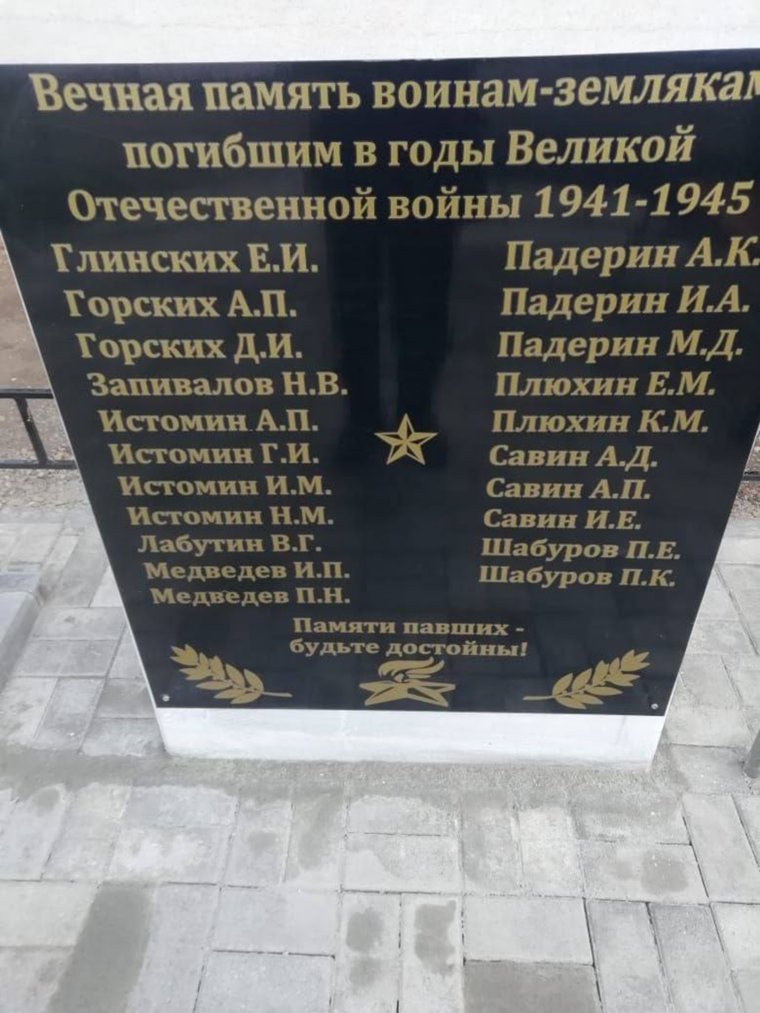 Вечная память воинам-землякам
погибшим в годы Великой
Отечественной войны 1941-1945
Глинских Е.И.
Горских А.П.
Горских Д.И.
Запивалов Н.В.
Истомин А.П.
Истомин Г.И.
Истомин И.М.
Истомин Н.М.
Лабутин В.Г.
Медведев И.П.
Медведев П.Н.
Падерин А.К.
Падерин И.А.
Падерин М.Д.
Плюхин Е.М.
Плюхин К.М.
Савин А.Д.
Савин А.П.
Савин И.Е.
Шабуров П.Е.
Шабуров П.К.
Памяти павших -
будьте достойны!